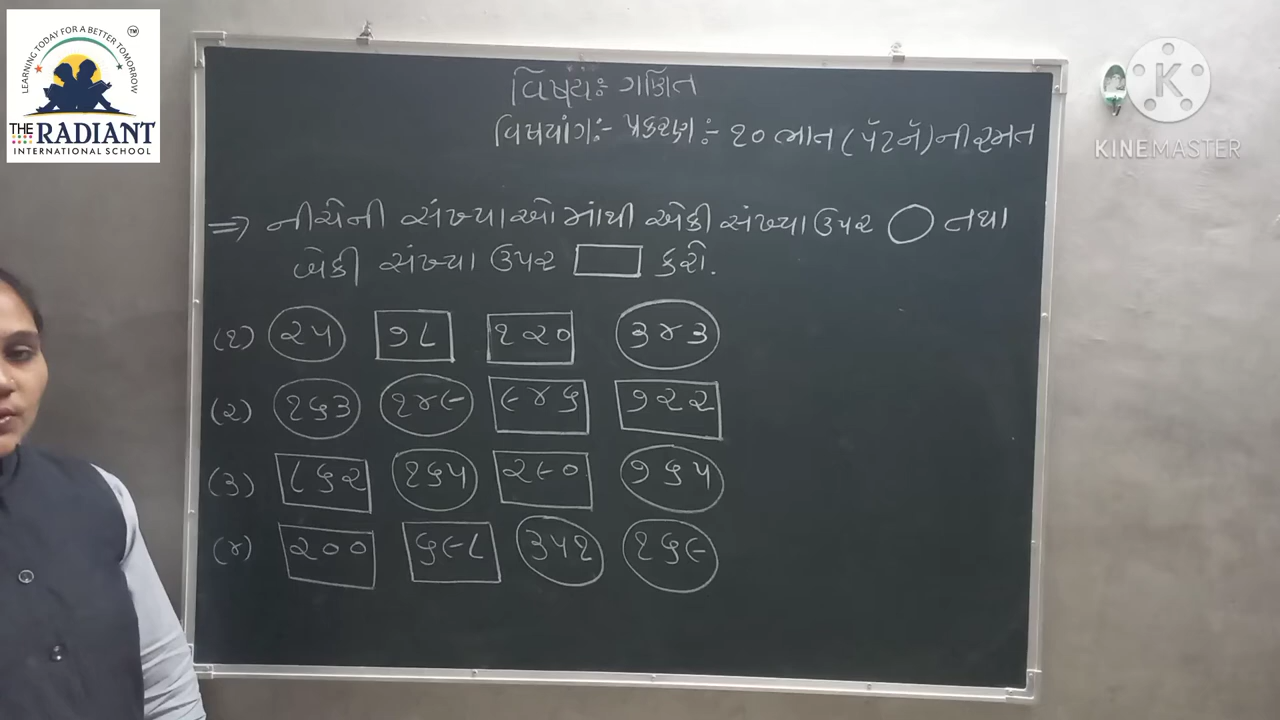 LEARNING TODAY FOR A BETTER TOMORROW
TM
THE RADIANT
INTERNATIONAL SCHOOL
K
KINEMASTER
વિષય: ગણિત
વિષયાંગ:- પ્રકરણ :- ૧૦ ભાત (પૅટર્ન) ની રમત
⇒ નીચેની સંખ્યાઓ માંથી એકી સંખ્યા ઉપર ◯ તથા
બેકી સંખ્યા ઉપર ▭ કરો.
(૧) ૨૫ ૭૮ ૧૨૦ ૩૪૩
(૨) ૧૬૩ ૧૪૯ ૯૪૬ ૭૨૨
(૩) ૮૬૨ ૧૬૫ ૨૯૦ ૭૬૫
(૪) ૨૦૦ ૬૯૮ ૩૫૧ ૧૬૯